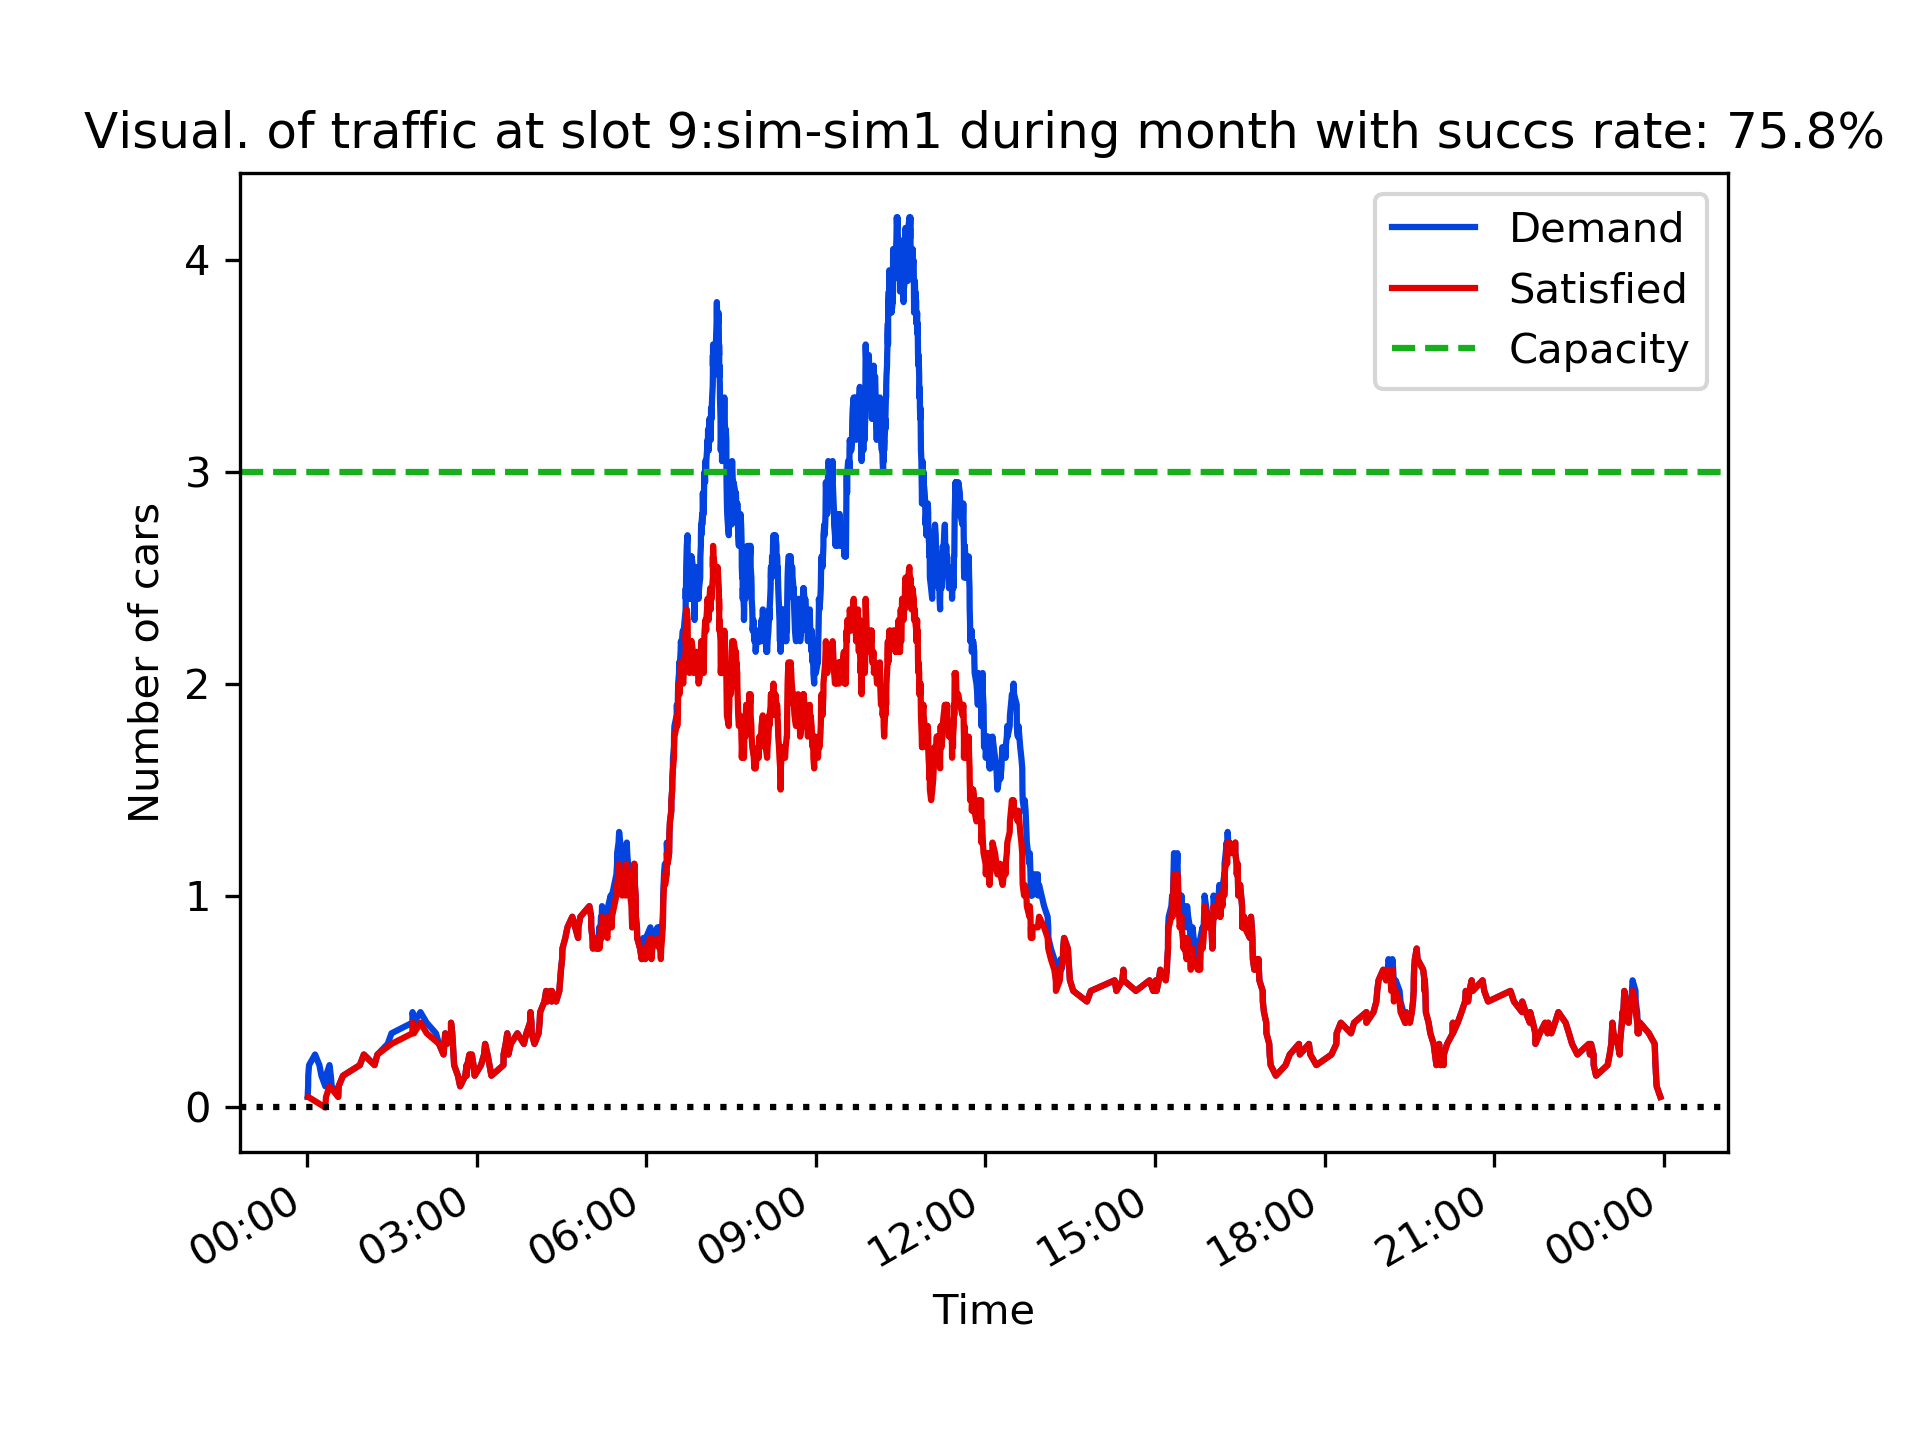 Visual. of traffic at slot 9:sim-sim1 during month with succs rate: 75.8%
Demand
Satisfied
Capacity
4
3
2
1
0
Number of cars
00:00
03:00
06:00
09:00
12:00
15:00
18:00
21:00
00:00
Time